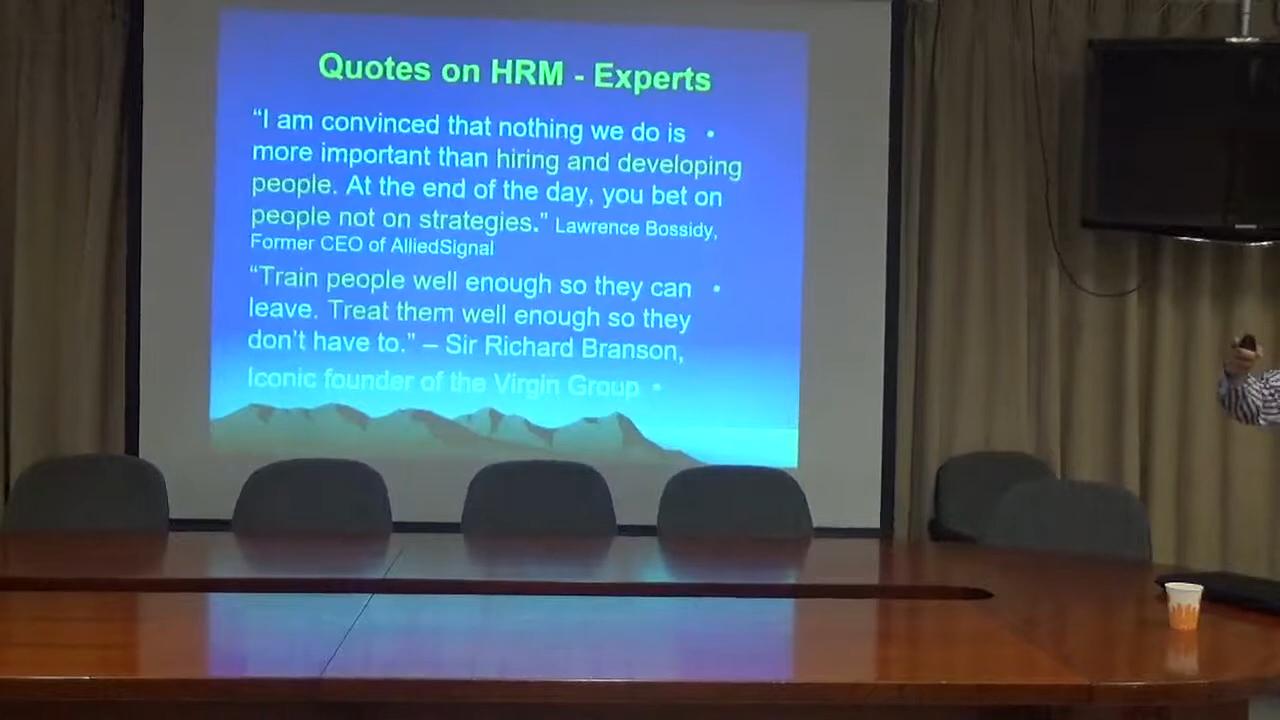 Quotes on HRM - Experts
“I am convinced that nothing we do is •
more important than hiring and developing
people. At the end of the day, you bet on
people not on strategies.” Lawrence Bossidy,
Former CEO of AlliedSignal
“Train people well enough so they can •
leave. Treat them well enough so they
don’t have to.” – Sir Richard Branson,
Iconic founder of the Virgin Group •